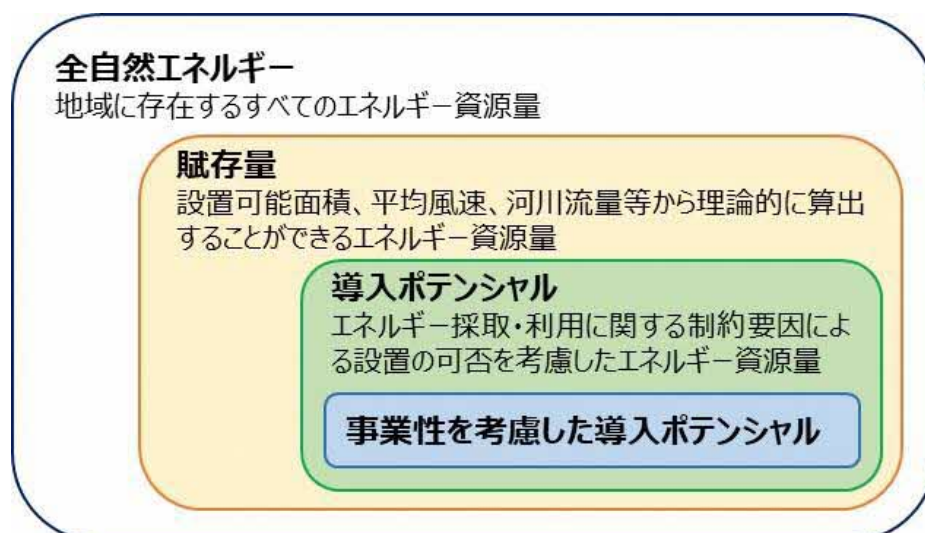 全自然エネルギー
地域に存在するすべてのエネルギー資源量
賦存量
設置可能面積、平均風速、河川流量等から理論的に算出
することができるエネルギー資源量
導入ポテンシャル
エネルギー採取・利用に関する制約要因によ
る設置の可否を考慮したエネルギー資源量
事業性を考慮した導入ポテンシャル